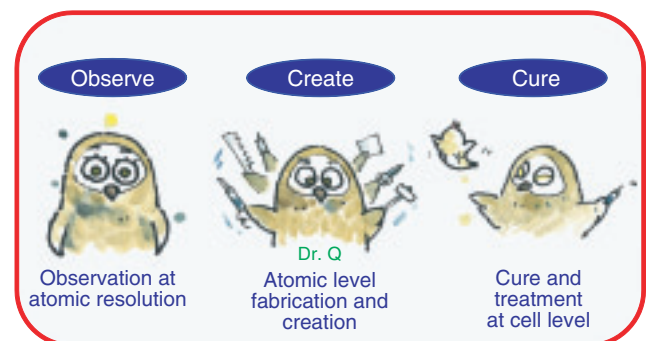 Observe
Create
Cure
Dr. Q
Observation at
atomic resolution
Atomic level
fabrication and
creation
Cure and
treatment
at cell level